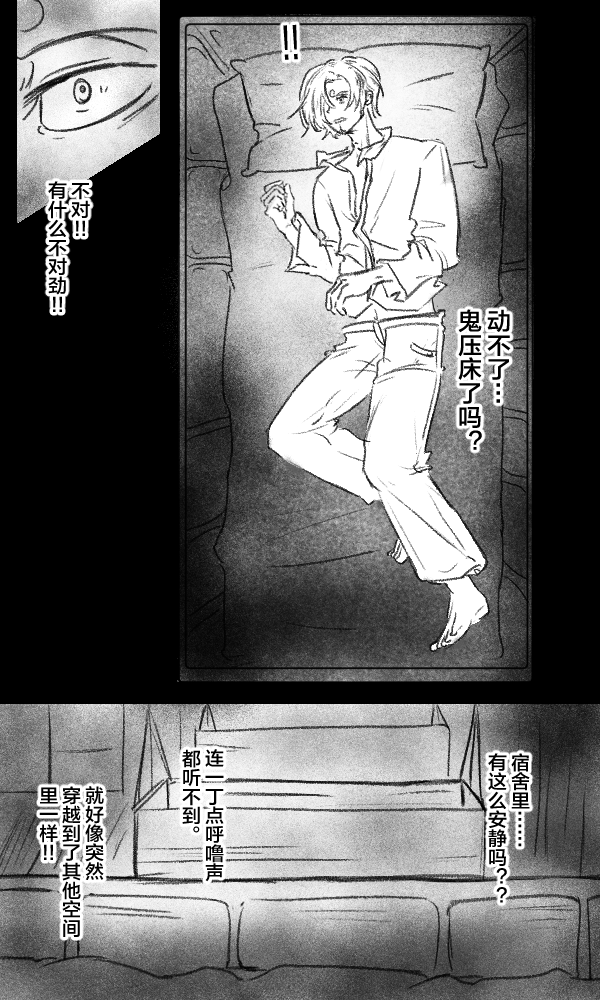 !!
不对!!
有什么不对劲!!
动不了…
鬼压床了吗?
宿舍里……
有这么安静吗??
连一丁点呼噜声
都听不到。
就好像突然
穿越到了其他空间
里一样!!